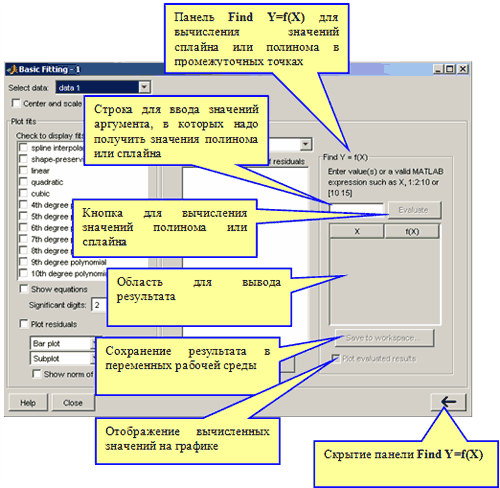 Панель Find Y=f(X) для
вычисления значений
сплайна или полинома в
промежуточных точках
Basic Fitting - 1
Select data: data 1
Center and scale
Строка для ввода значений
аргумента, в которых надо
получить значения полинома
или сплайна
Plot fits
Check to display fits
spline interpola
shape-preserv
linear
quadratic
cubic
4th degree p
5th degree p
6th degree p
7th degree p
8th degree p
9th degree polynomial
10th degree polynomial
Show equations
Significant digits: 2
Plot residuals
Bar plot
Subplot
Show norm of
of residuals
Find Y = f(X)
Enter value(s) or a valid MATLAB
expression such as X, 1:2:10 or
[10 15]
Evaluate
X f(X)
Кнопка для вычисления
значений полинома или
сплайна
Область для вывода
результата
Save to workspace...
Plot evaluated results
Сохранение результата в
переменных рабочей среды
Help Close
Отображение вычисленных
значений на графике
Скрытие панели Find Y=f(X)